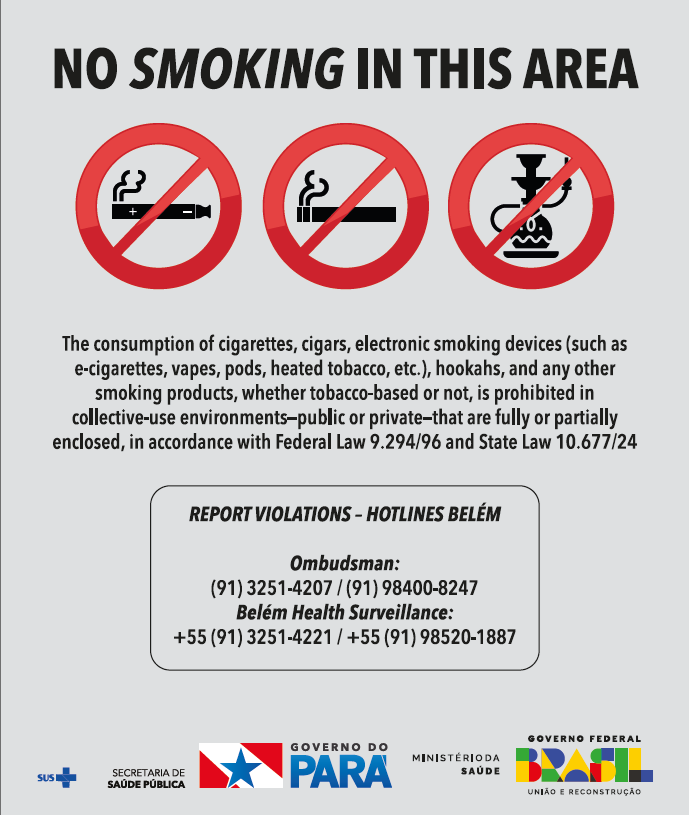 NO SMOKING IN THIS AREA
The consumption of cigarettes, cigars, electronic smoking devices (such as
e-cigarettes, vapes, pods, heated tobacco, etc.), hookahs, and any other
smoking products, whether tobacco-based or not, is prohibited in
collective-use environments—public or private—that are fully or partially
enclosed, in accordance with Federal Law 9.294/96 and State Law 10.677/24
REPORT VIOLATIONS – HOTLINES BELÉM
Ombudsman:
(91) 3251-4207 / (91) 98400-8247
Belém Health Surveillance:
+55 (91) 3251-4221 / +55 (91) 98520-1887
SUS
SECRETARIA DE
SAÚDE PÚBLICA
GOVERNO DO
PARÁ
MINISTÉRIO DA
SAÚDE
GOVERNO FEDERAL
BRASIL
UNIÃO E RECONSTRUÇÃO